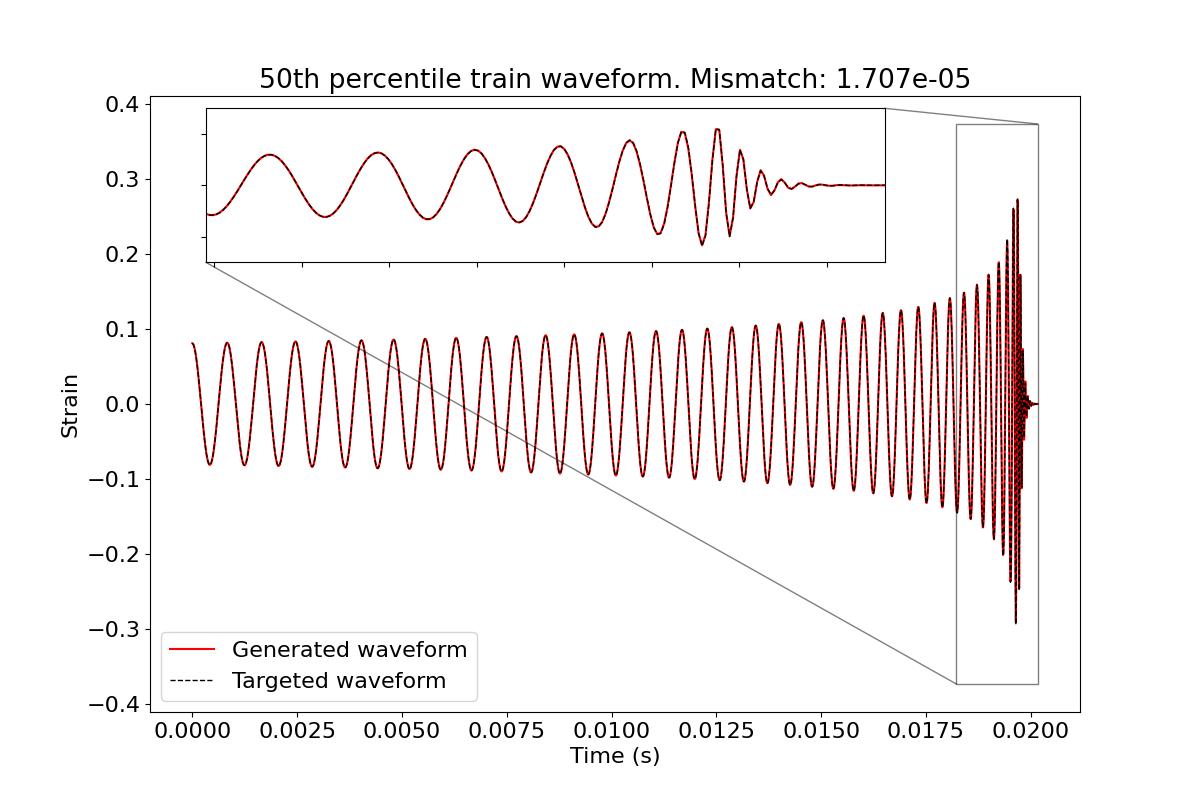 50th percentile train waveform. Mismatch: 1.707e-05
0.4
0.3
0.2
0.1
0.0
−0.1
−0.2
−0.3
−0.4
Strain
Generated waveform
Targeted waveform
0.0000 0.0025 0.0050 0.0075 0.0100 0.0125 0.0150 0.0175 0.0200
Time (s)